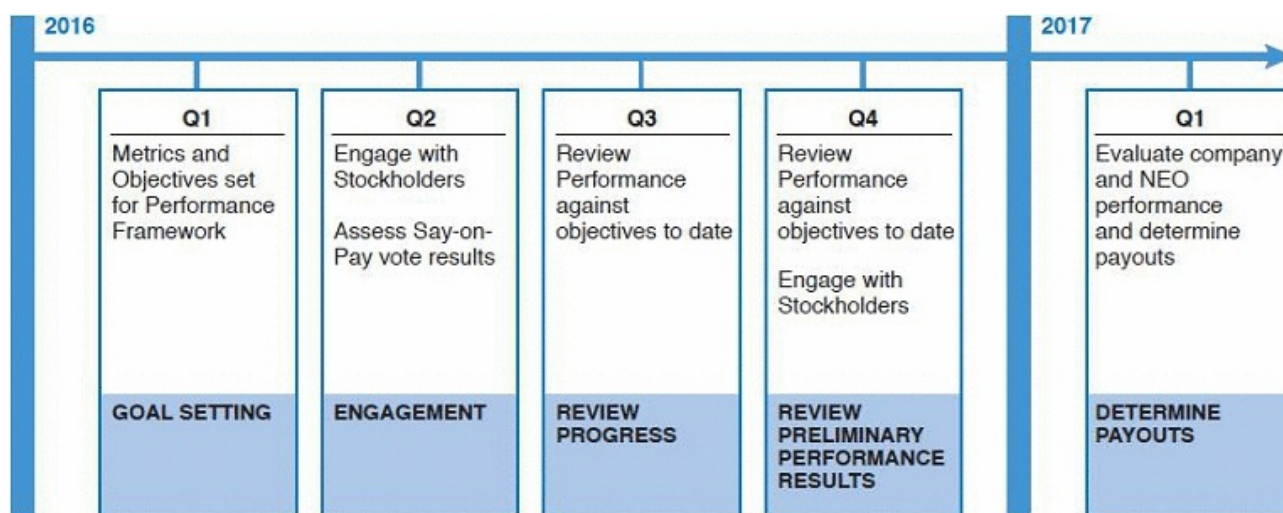 2016
2017
Q1
Metrics and
Objectives set
for Performance
Framework
GOAL SETTING
Q2
Engage with
Stockholders
Assess Say-on-
Pay vote results
ENGAGEMENT
Q3
Review
Performance
against
objectives to date
REVIEW
PROGRESS
Q4
Review
Performance
against
objectives to date
Engage with
Stockholders
REVIEW
PRELIMINARY
PERFORMANCE
RESULTS
Q1
Evaluate company
and NEO
performance
and determine
payouts
DETERMINE
PAYOUTS